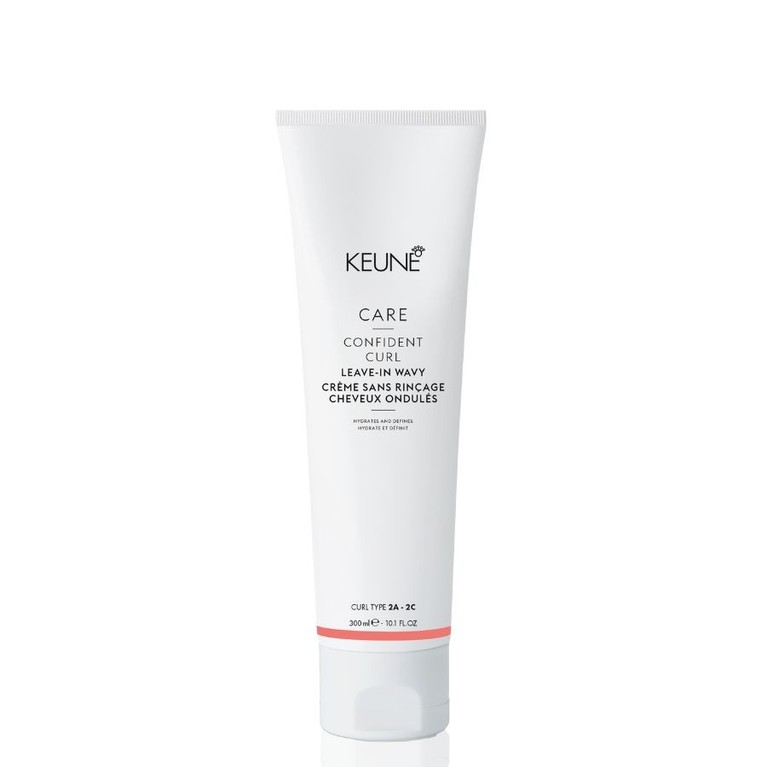 KEUNE
CARE
CONFIDENT
CURL
LEAVE-IN WAVY
CRÈME SANS RINÇAGE
CHEVEUX ONDULÉS
HYDRATES AND DEFINES
HYDRATE ET DÉFINIT
CURL TYPE 2A - 2C
300 ml e - 10.1 FL.OZ.